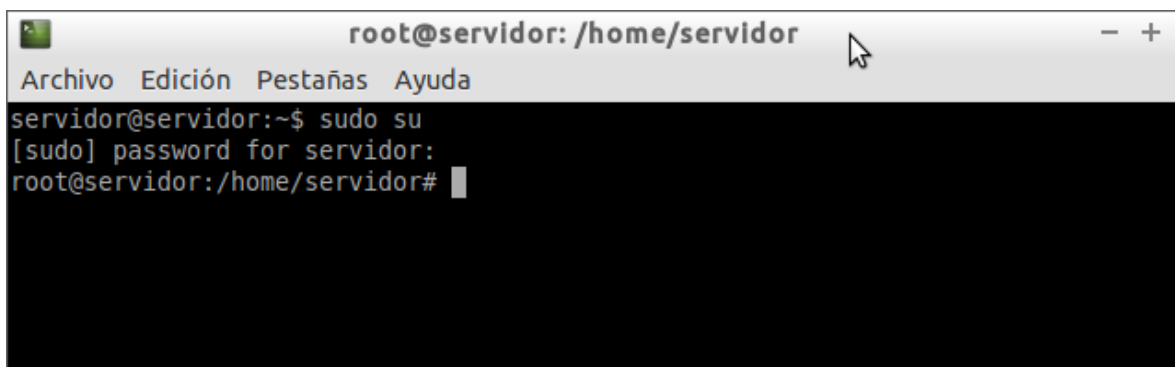 root@servidor: /home/servidor
Archivo Edición Pestañas Ayuda
servidor@servidor:~$ sudo su
[sudo] password for servidor:
root@servidor:/home/servidor#